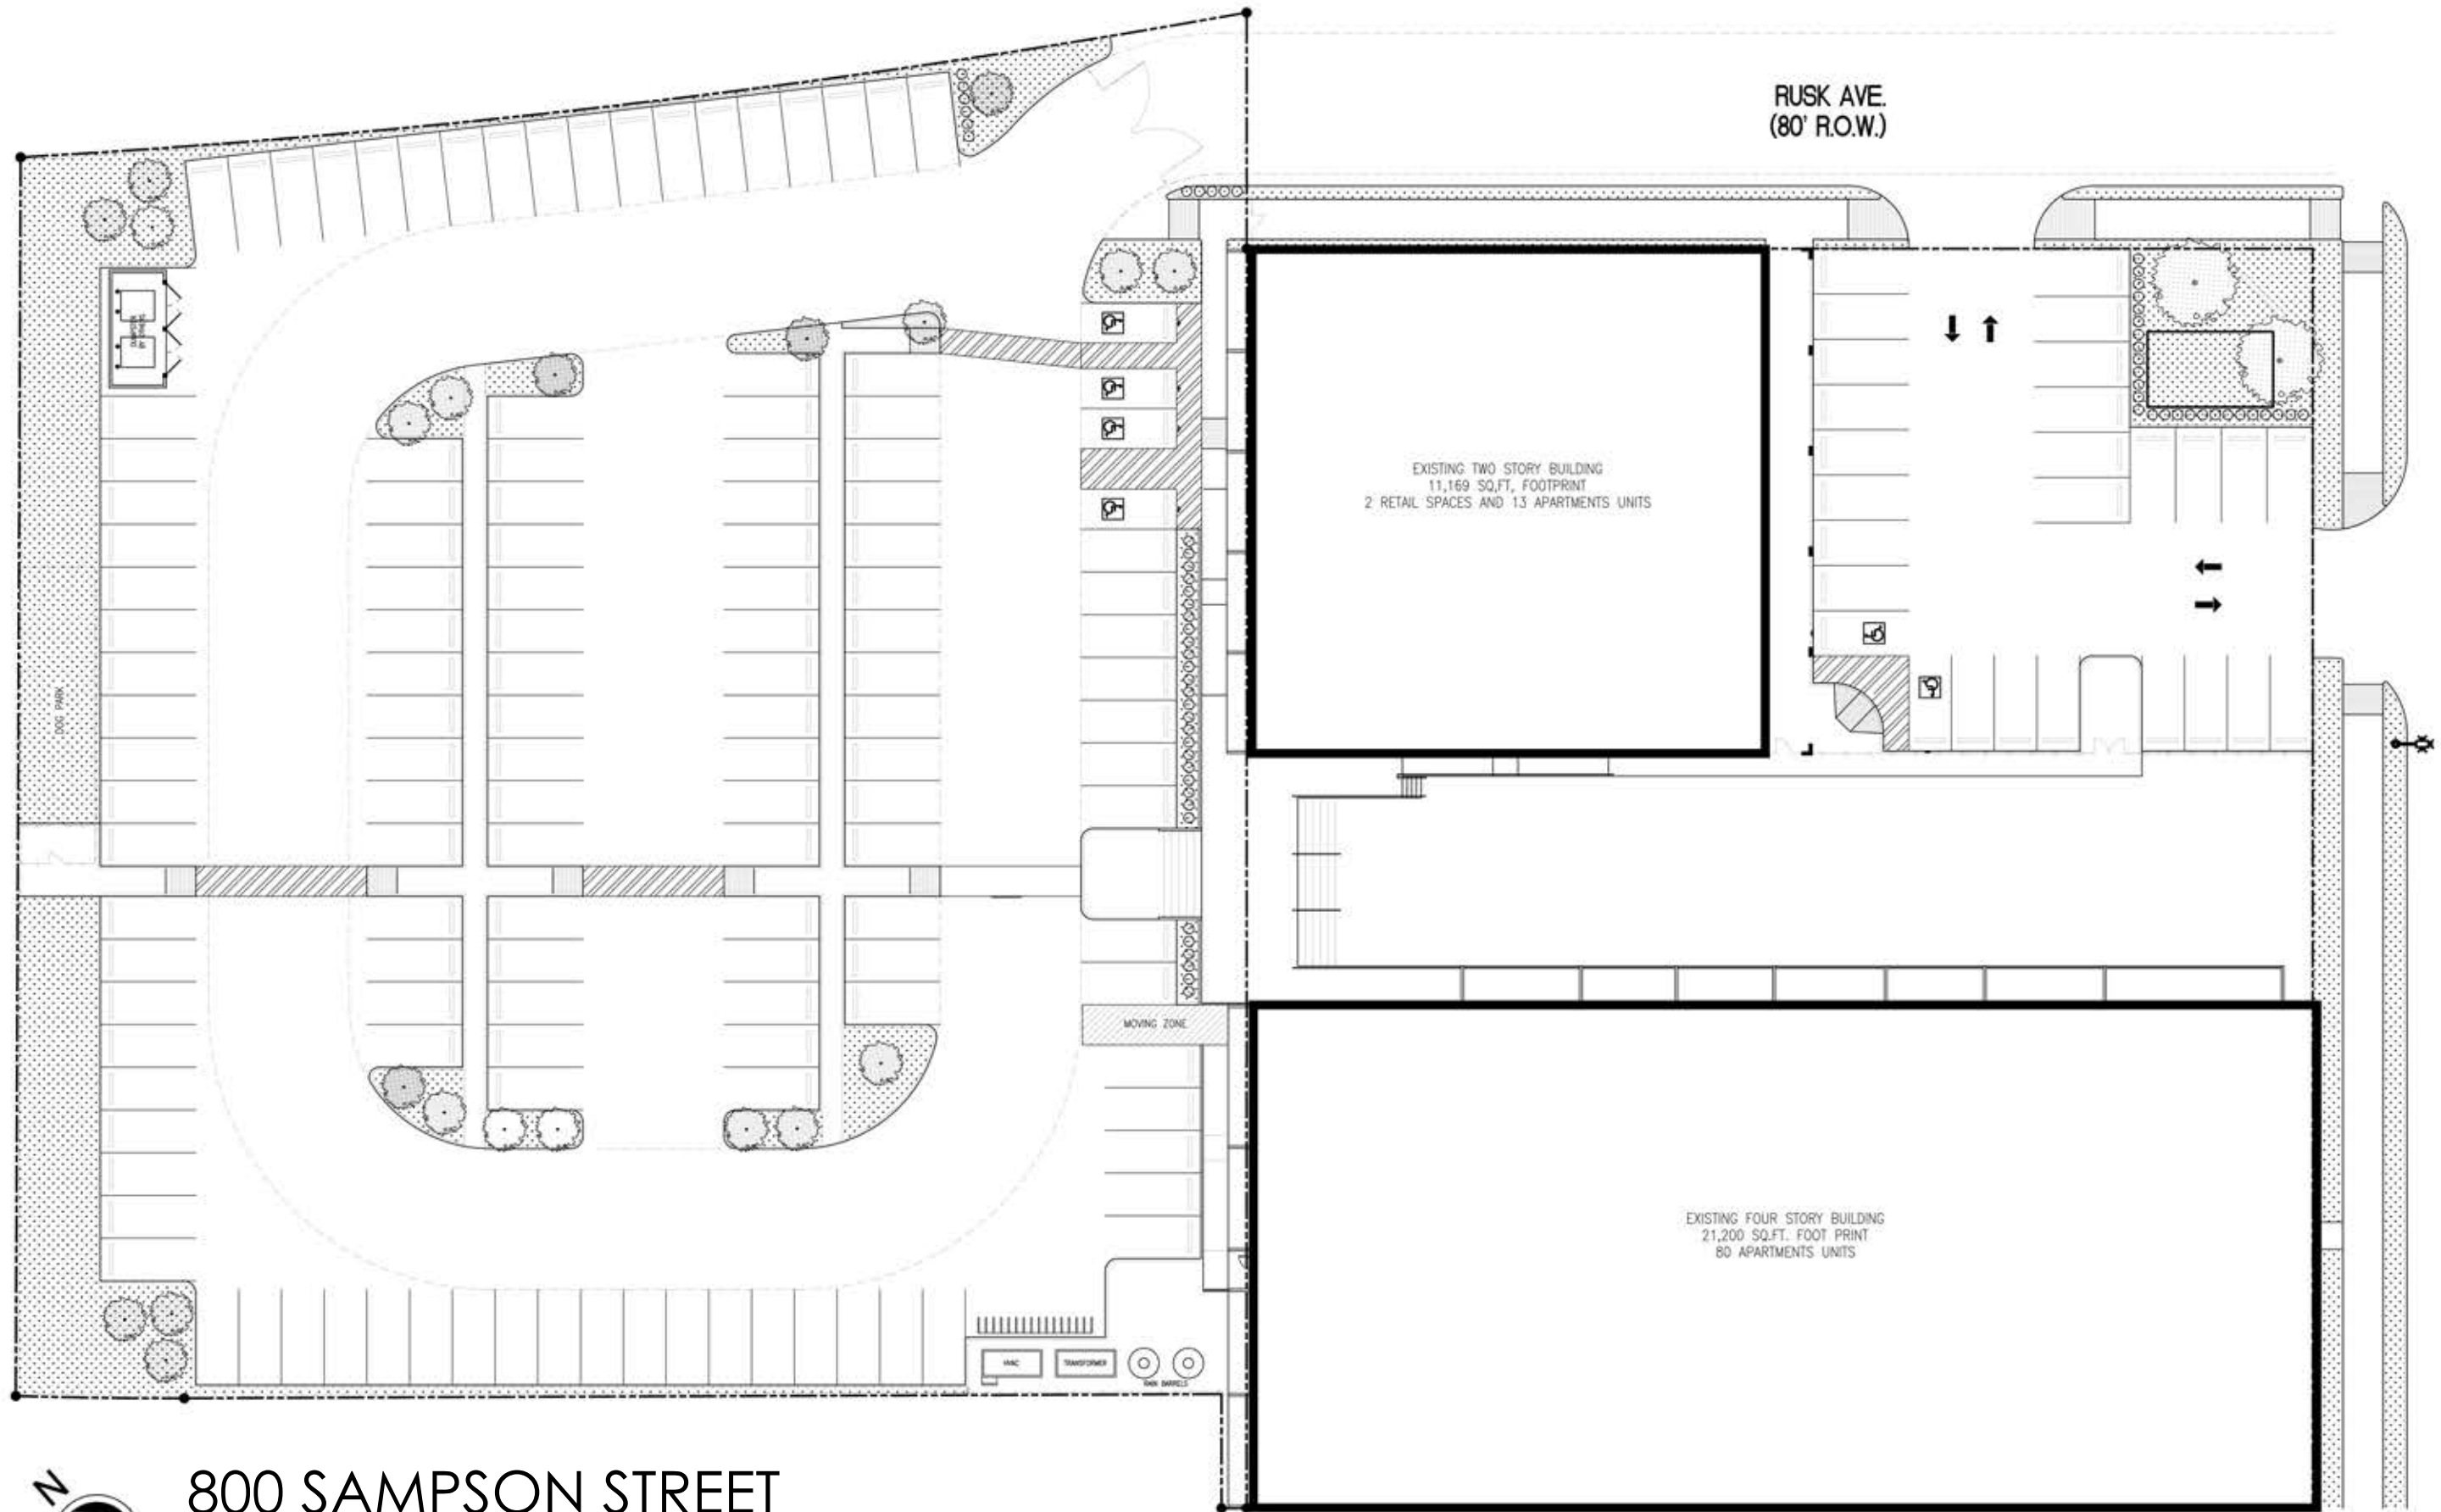 RUSK AVE.
(80' R.O.W.)
DUMPSTER
EXISTING TWO STORY BUILDING
11,169 SQ.FT. FOOTPRINT
2 RETAIL SPACES AND 13 APARTMENTS UNITS
DOG PARK
MOVING ZONE
EXISTING FOUR STORY BUILDING
21,200 SQ.FT. FOOT PRINT
80 APARTMENTS UNITS
HVAC
TRANSFORMER
RAIN BARRELS
N
800 SAMPSON STREET